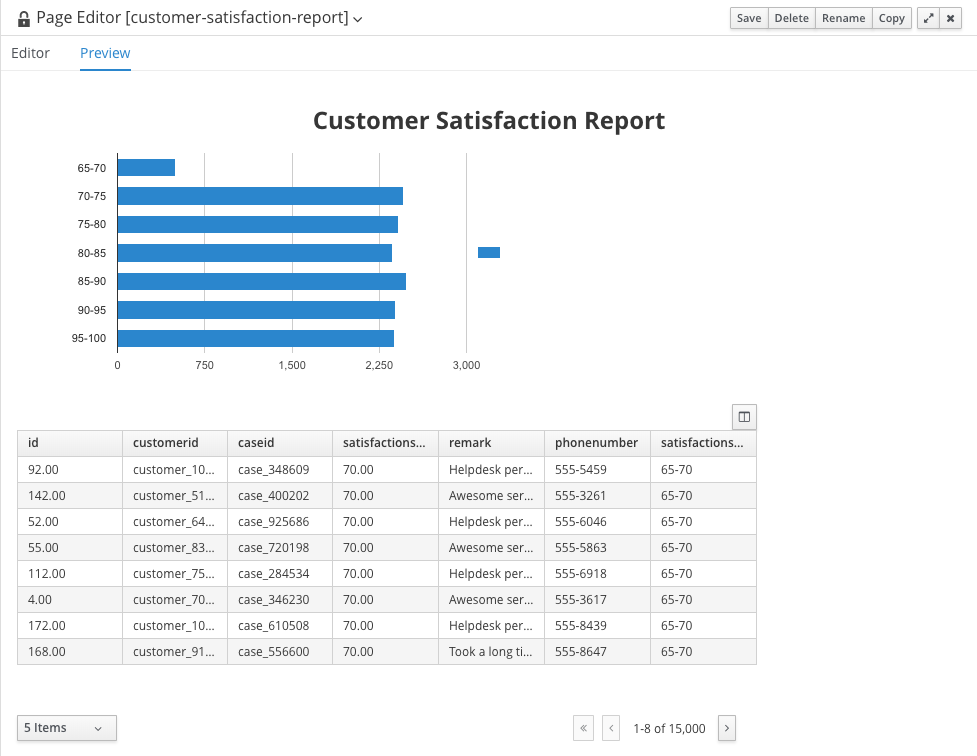 Page Editor [customer-satisfaction-report]
Save Delete Rename Copy
Editor Preview
Customer Satisfaction Report
65-70
70-75
75-80
80-85
85-90
90-95
95-100
0 750 1,500 2,250 3,000
id customerid caseid satisfactions... remark phonenumber satisfactions...
92.00 customer_10... case_348609 70.00 Helpdesk per... 555-5459 65-70
142.00 customer_51... case_400202 70.00 Awesome ser... 555-3261 65-70
52.00 customer_64... case_925686 70.00 Helpdesk per... 555-6046 65-70
55.00 customer_83... case_720198 70.00 Awesome ser... 555-5863 65-70
112.00 customer_75... case_284534 70.00 Helpdesk per... 555-6918 65-70
4.00 customer_70... case_346230 70.00 Awesome ser... 555-3617 65-70
172.00 customer_10... case_610508 70.00 Helpdesk per... 555-8439 65-70
168.00 customer_91... case_556600 70.00 Took a long ti... 555-8647 65-70
5 Items « ‹ 1-8 of 15,000 ›